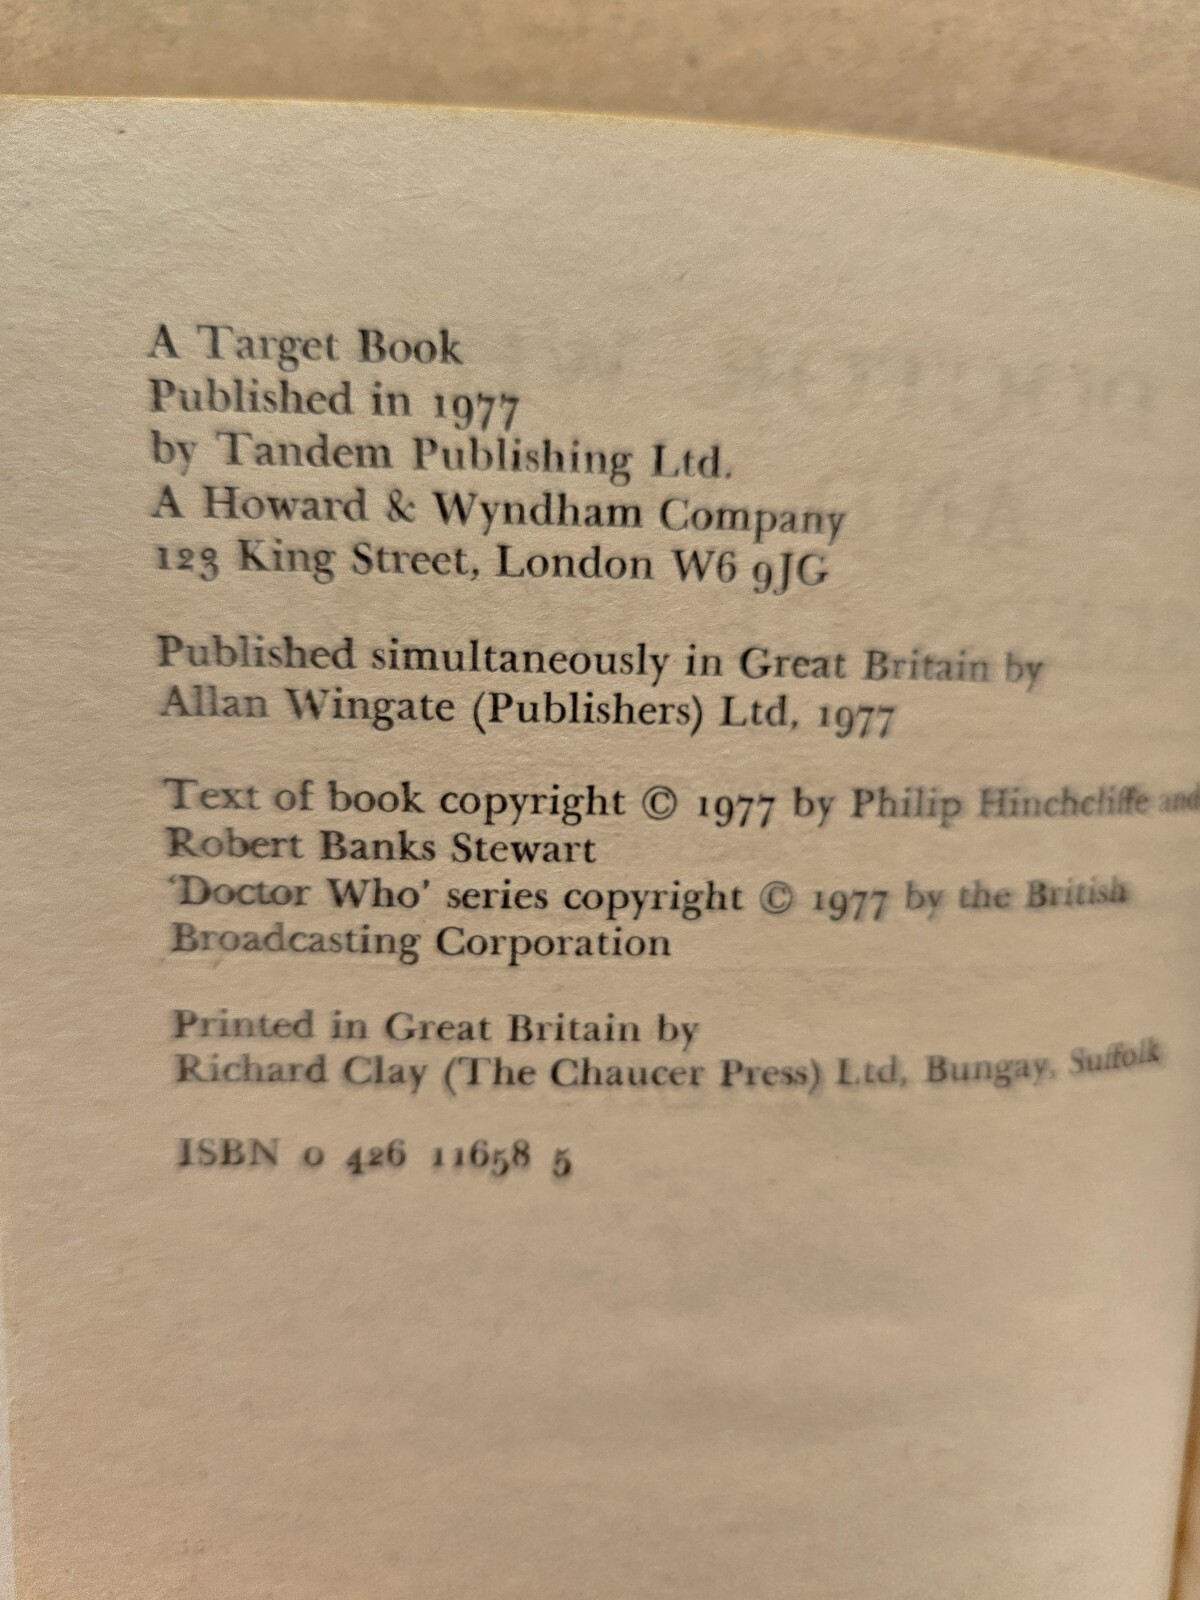 A Target Book
Published in 1977
by Tandem Publishing Ltd.
A Howard & Wyndham Company
123 King Street, London W6 9JG
Published simultaneously in Great Britain by
Allan Wingate (Publishers) Ltd, 1977
Text of book copyright © 1977 by Philip Hinchcliffe and
Robert Banks Stewart
'Doctor Who' series copyright © 1977 by the British
Broadcasting Corporation
Printed in Great Britain by
Richard Clay (The Chaucer Press) Ltd, Bungay, Suffolk
ISBN 0 426 11658 5